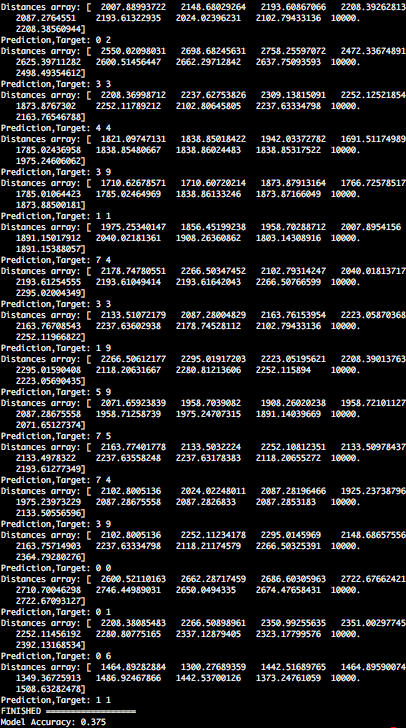 Distances array: [ 2007.88993722 2148.68029264 2193.60867066 2208.39262813
2087.2764551 2193.61322935 2024.02396231 2102.79433136 10000.
2208.38560944]
Prediction,Target: 0 2
Distances array: [ 2550.02098031 2698.68245631 2758.25597072 2472.33674891
2625.39711282 2600.51456447 2662.29712842 2637.75093593 10000.
2498.49354612]
Prediction,Target: 3 3
Distances array: [ 2208.36998712 2237.62753826 2309.13815091 2252.12521854
1873.8767302 2252.11789212 2102.80645805 2237.63334798 10000.
2163.76546788]
Prediction,Target: 4 4
Distances array: [ 1821.09747131 1838.85018422 1942.03372782 1691.51174989
1785.02436958 1838.85480667 1838.86024483 1838.85317522 10000.
1975.24606062]
Prediction,Target: 3 9
Distances array: [ 1710.62678571 1710.60720214 1873.87913164 1766.72578517
1785.01064423 1785.02464969 1838.86133246 1873.87166049 10000.
1873.88500181]
Prediction,Target: 1 1
Distances array: [ 1975.25340147 1856.45199238 1958.70288712 2007.8954156
1891.15017912 2040.02181361 1908.26360862 1803.14308916 10000.
1891.15388057]
Prediction,Target: 7 4
Distances array: [ 2178.74780551 2266.50347452 2102.79314247 2040.01813717
2193.61254555 2193.61049414 2193.61642043 2266.50766599 10000.
2295.02004349]
Prediction,Target: 3 3
Distances array: [ 2133.51072179 2087.28004829 2163.76153954 2223.05870368
2163.76708543 2237.63602938 2178.74528112 2102.79433136 10000.
2252.11966822]
Prediction,Target: 1 9
Distances array: [ 2266.50612177 2295.01917203 2223.05195621 2208.39013763
2295.01590408 2118.20631667 2280.81213606 2252.115894 10000.
2223.05690435]
Prediction,Target: 5 9
Distances array: [ 2071.65923839 1958.7039082 1908.26020238 1958.72101127
2087.28675558 1958.71258739 1975.24707315 1891.14039669 10000.
2071.65127374]
Prediction,Target: 7 5
Distances array: [ 2163.77401778 2133.5032224 2252.10812351 2133.50978437
2133.4978322 2237.63558248 2237.63178383 2118.20655272 10000.
2193.61277349]
Prediction,Target: 7 4
Distances array: [ 2102.8005136 2024.02248011 2087.28196466 1925.23738796
1975.23973229 2087.28675558 2087.2826833 2087.2853183 10000.
2133.50556596]
Prediction,Target: 3 9
Distances array: [ 2102.8005136 2252.11234178 2295.0145969 2148.68657556
2163.75714903 2237.63334798 2118.21174579 2266.50325391 10000.
2364.79280276]
Prediction,Target: 0 0
Distances array: [ 2600.52110163 2662.28717459 2686.60305963 2722.67662421
2710.70046298 2746.44989031 2650.0494335 2674.47658431 10000.
2722.67093127]
Prediction,Target: 0 1
Distances array: [ 2208.38085483 2266.50898961 2350.99255635 2351.00297745
2252.11456192 2280.80775165 2337.12879405 2323.17799576 10000.
2392.13168534]
Prediction,Target: 0 6
Distances array: [ 1464.89282884 1300.27689359 1442.51689765 1464.89590074
1349.36725913 1486.92467866 1442.53700126 1373.24761059 10000.
1508.63282478]
Prediction,Target: 1 1
FINISHED ===================
Model Accuracy: 0.375